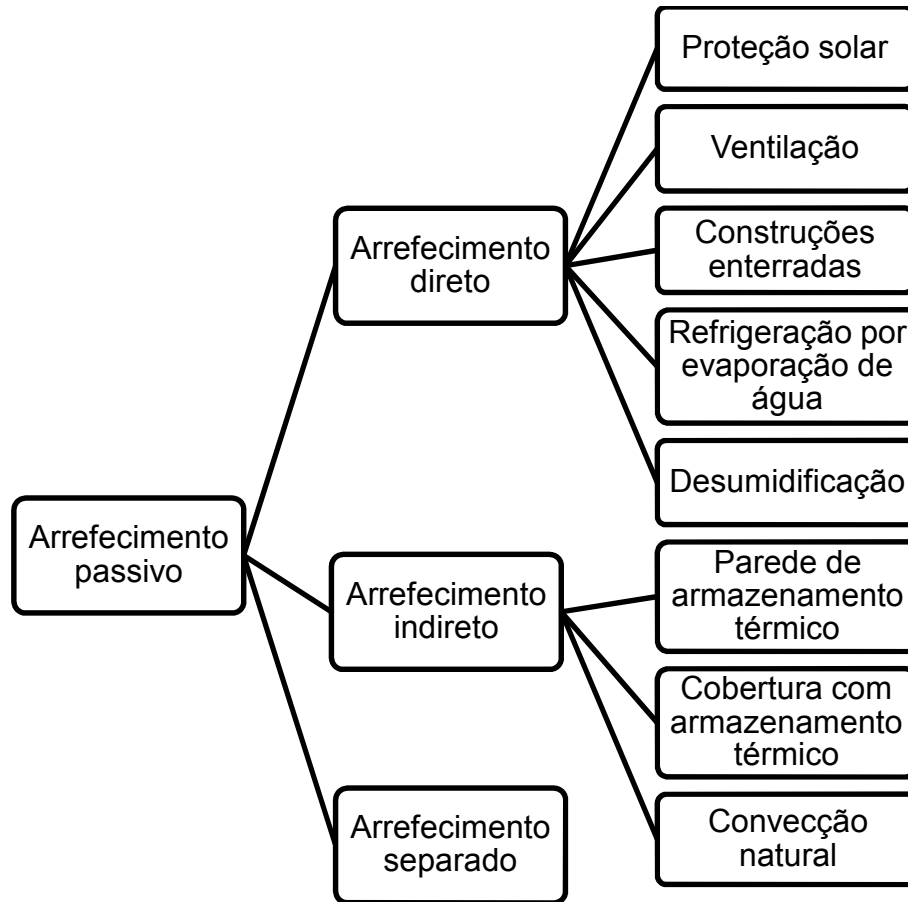 Arrefecimento
passivo
Arrefecimento
direto
Proteção solar
Ventilação
Construções
enterradas
Refrigeração por
evaporação de
água
Desumidificação
Arrefecimento
indireto
Parede de
armazenamento
térmico
Cobertura com
armazenamento
térmico
Convecção
natural
Arrefecimento
separado